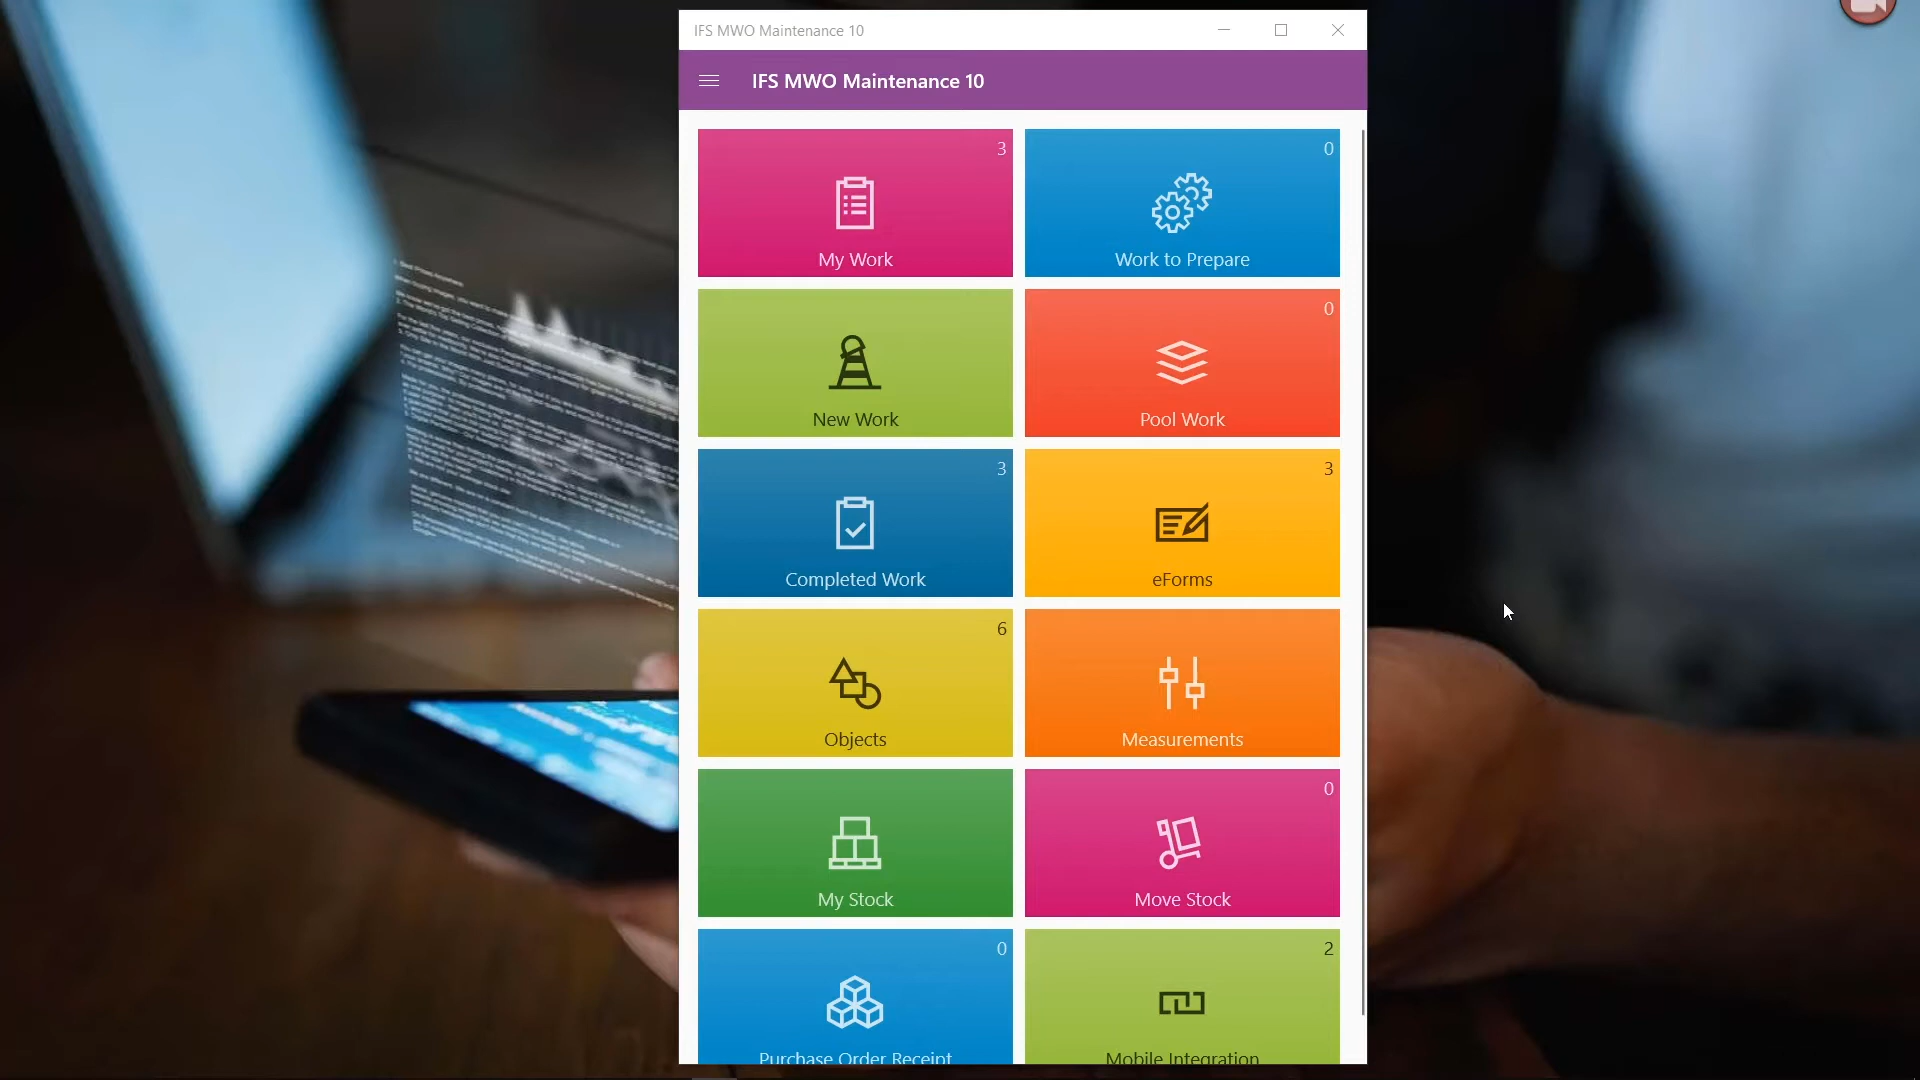 IFS MWO Maintenance 10
IFS MWO Maintenance 10
3
My Work
0
Work to Prepare
New Work
0
Pool Work
3
Completed Work
3
eForms
6
Objects
Measurements
My Stock
0
Move Stock
0
Purchase Order Receipt
2
Mobile Integration